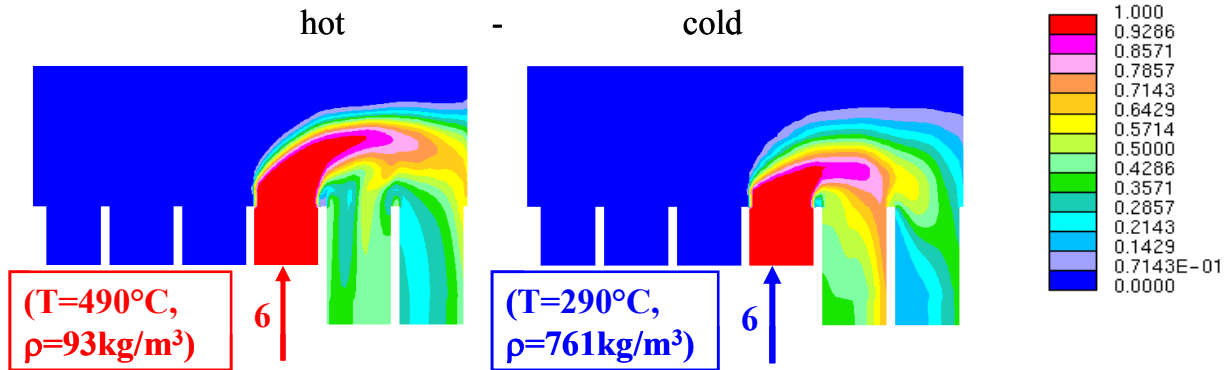 hot - cold
(T=490°C,
ρ=93kg/m³)
6
(T=290°C,
ρ=761kg/m³)
6
1.000
0.9286
0.8571
0.7857
0.7143
0.6429
0.5714
0.5000
0.4286
0.3571
0.2857
0.2143
0.1429
0.7143E-01
0.0000